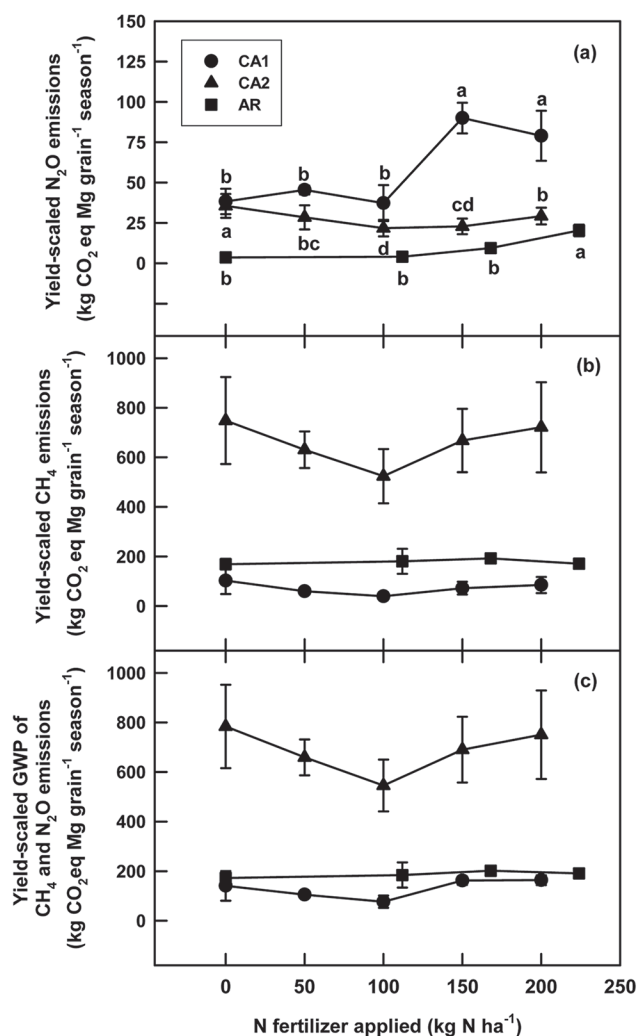 Yield-scaled N₂O emissions
(kg CO₂ eq Mg grain⁻¹ season⁻¹)
150
125
100
75
50
25
0
CA1
CA2
AR
(a)
b
b
b
a
a
a
bc
d
cd
b
b
b
b
a
Yield-scaled CH₄ emissions
(kg CO₂ eq Mg grain⁻¹ season⁻¹)
1000
800
600
400
200
0
(b)
Yield-scaled GWP of
CH₄ and N₂O emissions
(kg CO₂eq Mg grain⁻¹ season⁻¹)
1000
800
600
400
200
0
(c)
0 50 100 150 200 250
N fertilizer applied (kg N ha⁻¹)